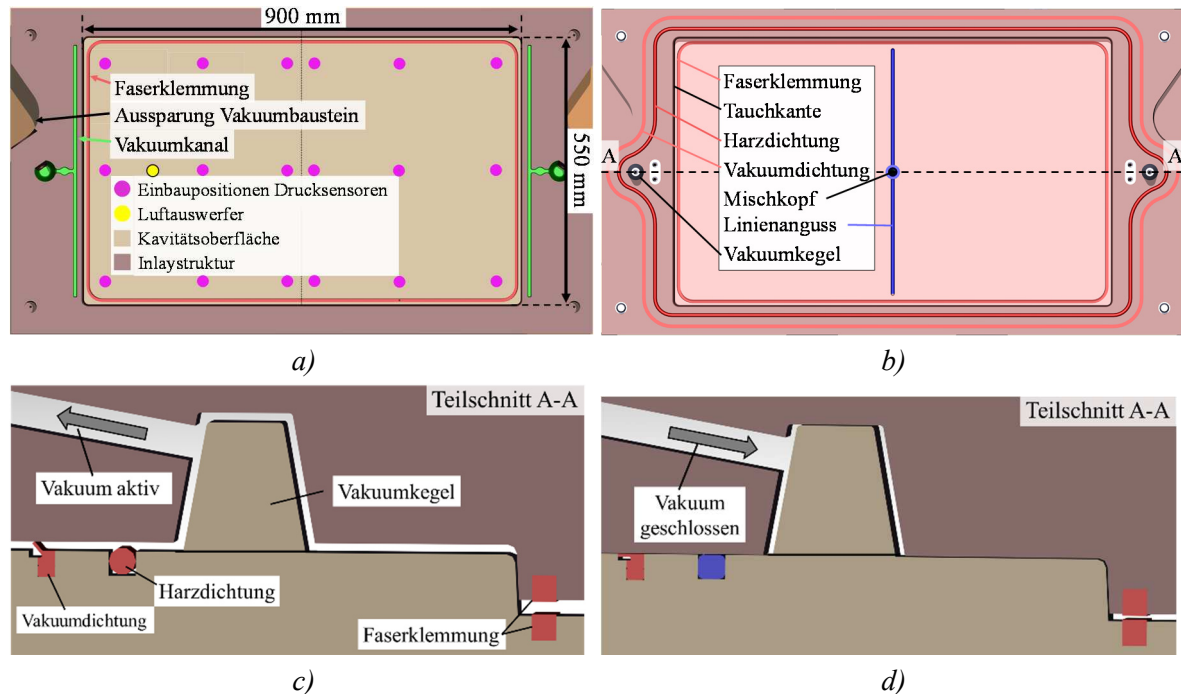 900 mm
550 mm
Faserklemmung
Aussparung Vakuumbaustein
Vakuumkanal
Einbaupositionen Drucksensoren
Luftauswerfer
Kavitätsoberfläche
Inlaystruktur
a)
Faserklemmung
Tauchkante
Harzdichtung
Vakuumdichtung
Mischkopf
Linienanguss
Vakuumkegel
A
A
b)
Teilschnitt A-A
Vakuum aktiv
Vakuumkegel
Harzdichtung
Vakuumdichtung
Faserklemmung
c)
Teilschnitt A-A
Vakuum
geschlossen
d)